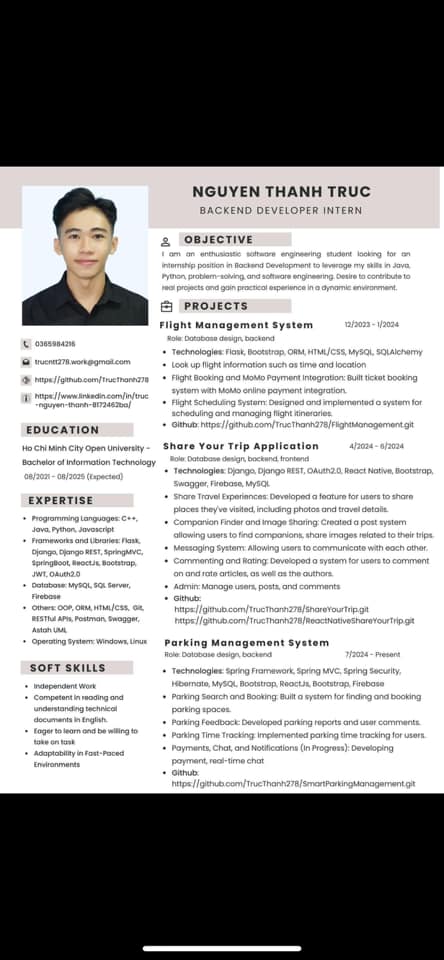 NGUYEN THANH TRUC
BACKEND DEVELOPER INTERN
0365984216
trucntt278.work@gmail.com
https://github.com/TrucThanh278
https://www.linkedin.com/in/truc
-nguyen-thanh-8172462ba/
EDUCATION
Ho Chi Minh City Open University -
Bachelor of Information Technology
08/2021 - 08/2025 (Expected)
EXPERTISE
• Programming Languages: C++,
Java, Python, Javascript
• Frameworks and Libraries: Flask,
Django, Django REST, SpringMVC,
SpringBoot, ReactJs, Bootstrap,
JWT, OAuth2.0
• Database: MySQL, SQL Server,
Firebase
• Others: OOP, ORM, HTML/CSS, Git,
RESTful APIs, Postman, Swagger,
Astah UML
• Operating System: Windows, Linux
SOFT SKILLS
• Independent Work
• Competent in reading and
understanding technical
documents in English.
• Eager to learn and be willing to
take on task
• Adaptability in Fast-Paced
Environments
OBJECTIVE
I am an enthusiastic software engineering student looking for an
internship position in Backend Development to leverage my skills in Java,
Python, problem-solving, and software engineering. Desire to contribute to
real projects and gain practical experience in a dynamic environment.
PROJECTS
Flight Management System 12/2023 - 1/2024
Role: Database design, backend
• Technologies: Flask, Bootstrap, ORM, HTML/CSS, MySQL, SQLAlchemy
• Look up flight information such as time and location
• Flight Booking and MoMo Payment Integration: Built ticket booking
system with MoMo online payment integration.
• Flight Scheduling System: Designed and implemented a system for
scheduling and managing flight itineraries.
• Github: https://github.com/TrucThanh278/FlightManagement.git
Share Your Trip Application 4/2024 - 6/2024
Role: Database design, backend, frontend
• Technologies: Django, Django REST, OAuth2.0, React Native, Bootstrap,
Swagger, Firebase, MySQL
• Share Travel Experiences: Developed a feature for users to share
places they've visited, including photos and travel details.
• Companion Finder and Image Sharing: Created a post system
allowing users to find companions, share images related to their trips.
• Messaging System: Allowing users to communicate with each other.
• Commenting and Rating: Developed a system for users to comment
on and rate articles, as well as the authors.
• Admin: Manage users, posts, and comments
• Github:
https://github.com/TrucThanh278/ShareYourTrip.git
https://github.com/TrucThanh278/ReactNativeShareYourTrip.git
Parking Management System
Role: Database design, backend 7/2024 - Present
• Technologies: Spring Framework, Spring MVC, Spring Security,
Hibernate, MySQL, Bootstrap, ReactJs, Bootstrap, Firebase
• Parking Search and Booking: Built a system for finding and booking
parking spaces.
• Parking Feedback: Developed parking reports and user comments.
• Parking Time Tracking: Implemented parking time tracking for users.
• Payments, Chat, and Notifications (In Progress): Developing
payment, real-time chat
• Github:
https://github.com/TrucThanh278/SmartParkingManagement.git